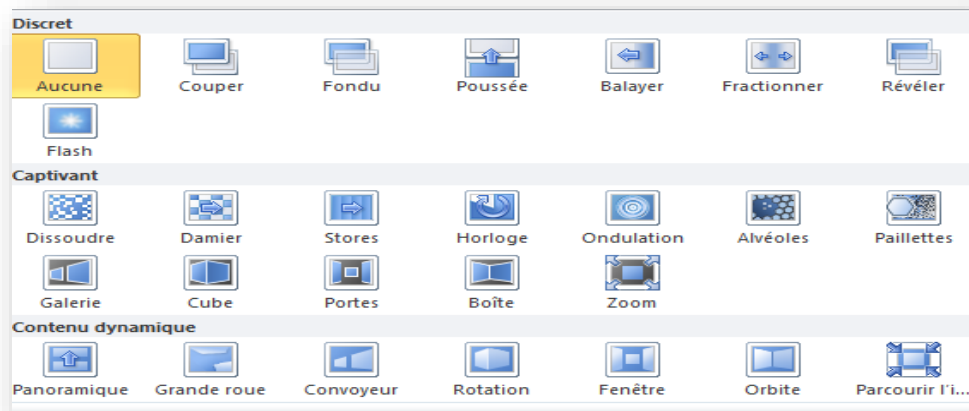 Discret
Aucune Couper Fondu Poussée Balayer Fractionner Révéler
Flash
Captivant
Dissoudre Damier Stores Horloge Ondulation Alvéoles Paillettes
Galerie Cube Portes Boîte Zoom
Contenu dynamique
Panoramique Grande roue Convoyeur Rotation Fenêtre Orbite Parcourir l'i...